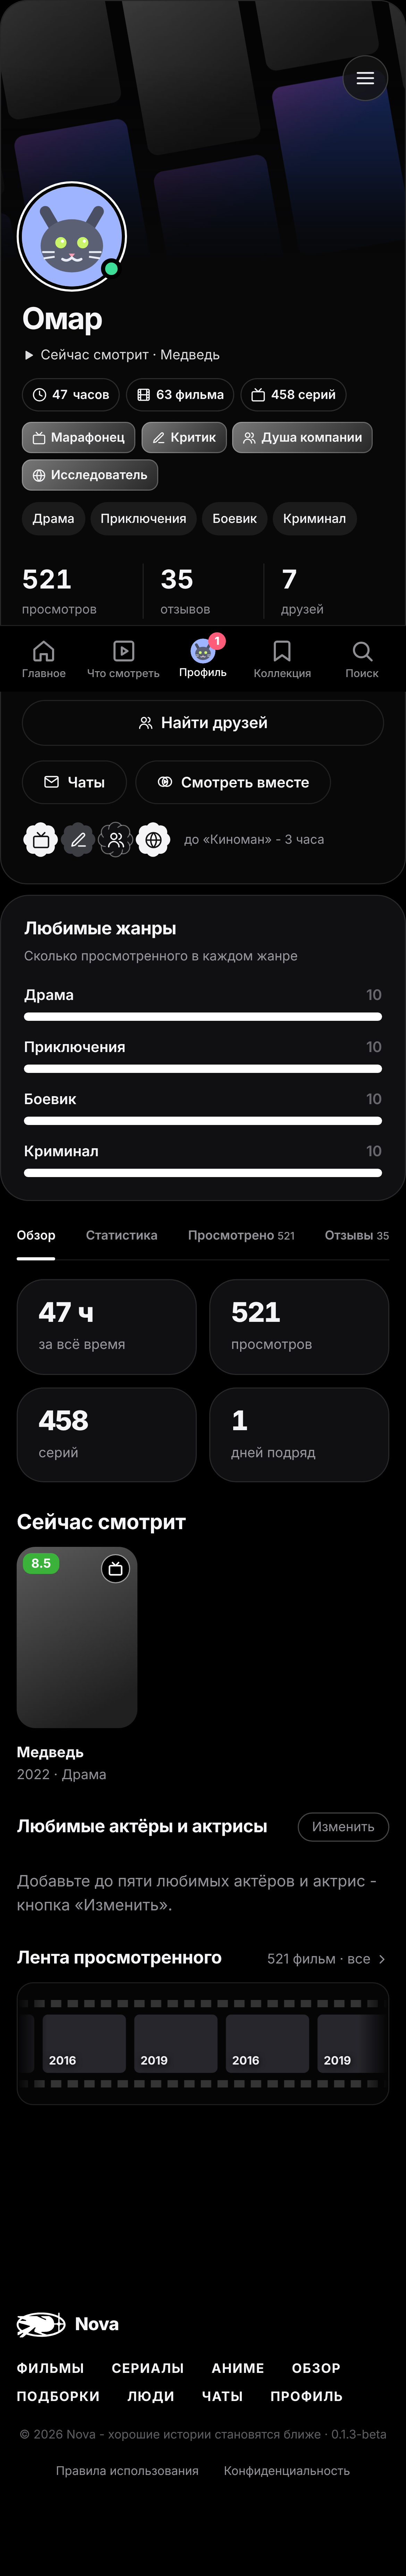 Омар
Сейчас смотрит · Медведь
47 часов 63 фильма 458 серий
Марафонец Критик Душа компании
Исследователь
Драма Приключения Боевик Криминал
521 35 7
просмотров отзывов друзей
1
Главное Что смотреть Профиль Коллекция Поиск
Найти друзей
Чаты Смотреть вместе
до «Киноман» - 3 часа
Любимые жанры
Сколько просмотренного в каждом жанре
Драма 10
Приключения 10
Боевик 10
Криминал 10
Обзор Статистика Просмотрено 521 Отзывы 35
47 ч 521
за всё время просмотров
458 1
серий дней подряд
Сейчас смотрит
8.5
Медведь
2022 · Драма
Любимые актёры и актрисы Изменить
Добавьте до пяти любимых актёров и актрис -
кнопка «Изменить».
Лента просмотренного 521 фильм · все
2016 2019 2016 2019
Nova
ФИЛЬМЫ СЕРИАЛЫ АНИМЕ ОБЗОР
ПОДБОРКИ ЛЮДИ ЧАТЫ ПРОФИЛЬ
© 2026 Nova - хорошие истории становятся ближе · 0.1.3-beta
Правила использования Конфиденциальность